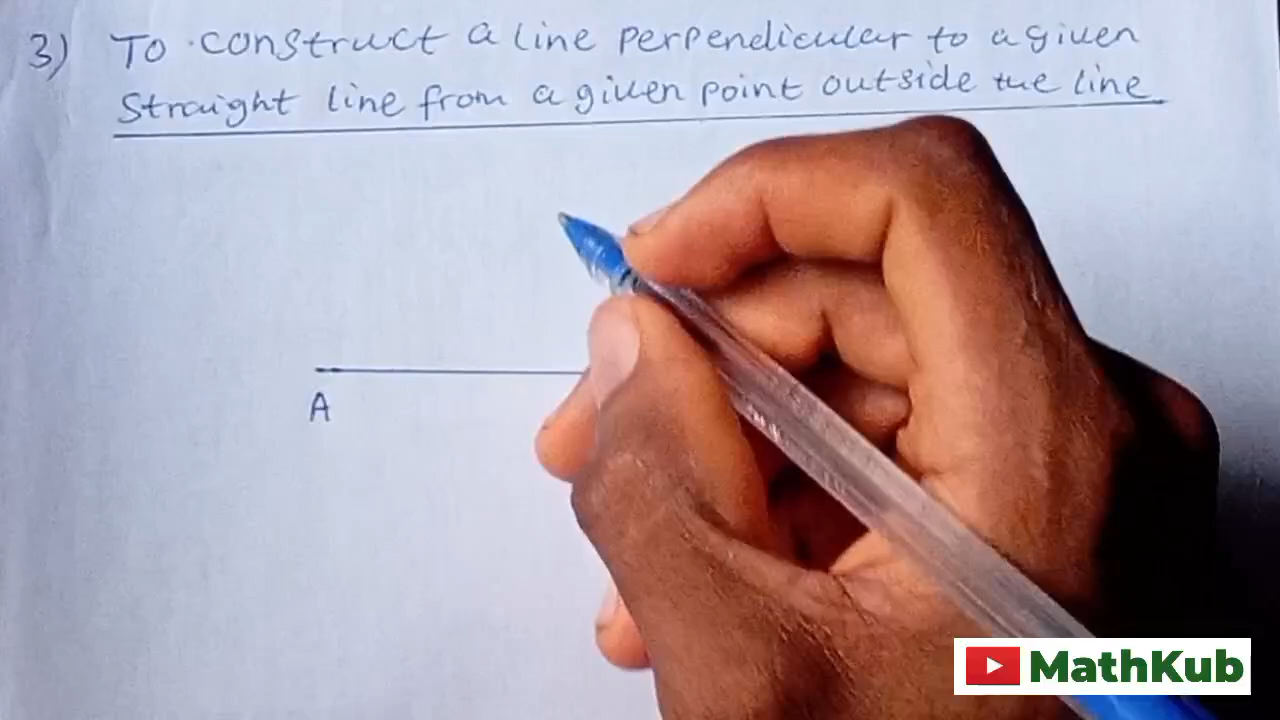 3) To construct a line perpendicular to a given
straight line from a given point outside the line
A
MathKub